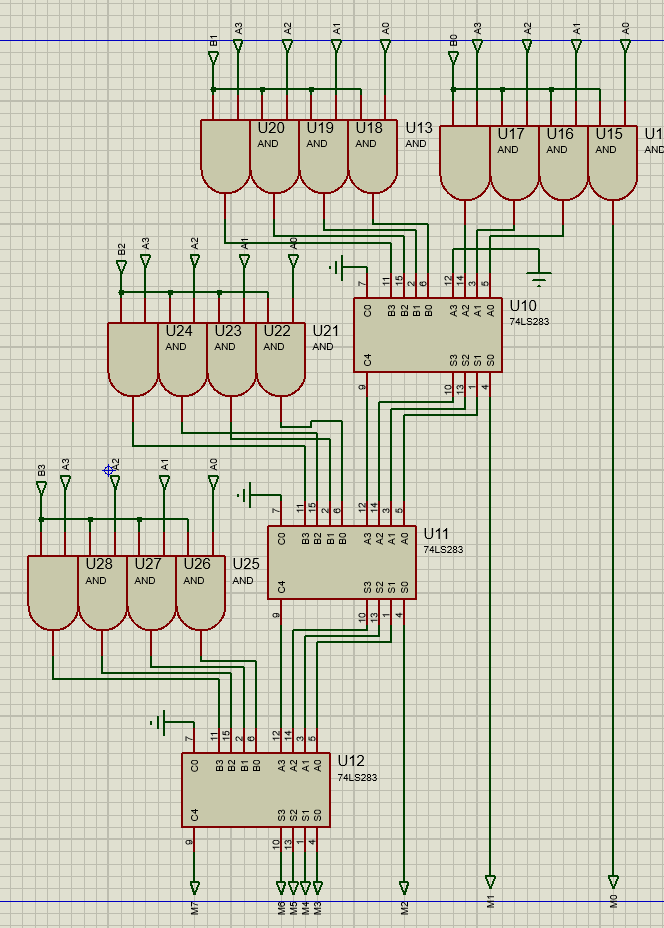 B1 A3 A2 A1 A0 B0 A3 A2 A1 A0
U20 U19 U18 U13 U17 U16 U15 U1
AND AND AND AND AND AND AND AND
B2 A3 A2 A1 A0
7 11 15 2 6 12 14 3 5
C0 B3 B2 B1 B0 A3 A2 A1 A0
U10
74LS283
C4 S3 S2 S1 S0
9 10 13 1 4
U24 U23 U22 U21
AND AND AND AND
B3 A3 A2 A1 A0
7 11 15 2 6 12 14 3 5
C0 B3 B2 B1 B0 A3 A2 A1 A0
U11
74LS283
C4 S3 S2 S1 S0
9 10 13 1 4
U28 U27 U26 U25
AND AND AND AND
7 11 15 2 6 12 14 3 5
C0 B3 B2 B1 B0 A3 A2 A1 A0
U12
74LS283
C4 S3 S2 S1 S0
9 10 13 1 4
M7 M6 M5 M4 M3 M2 M1 M0